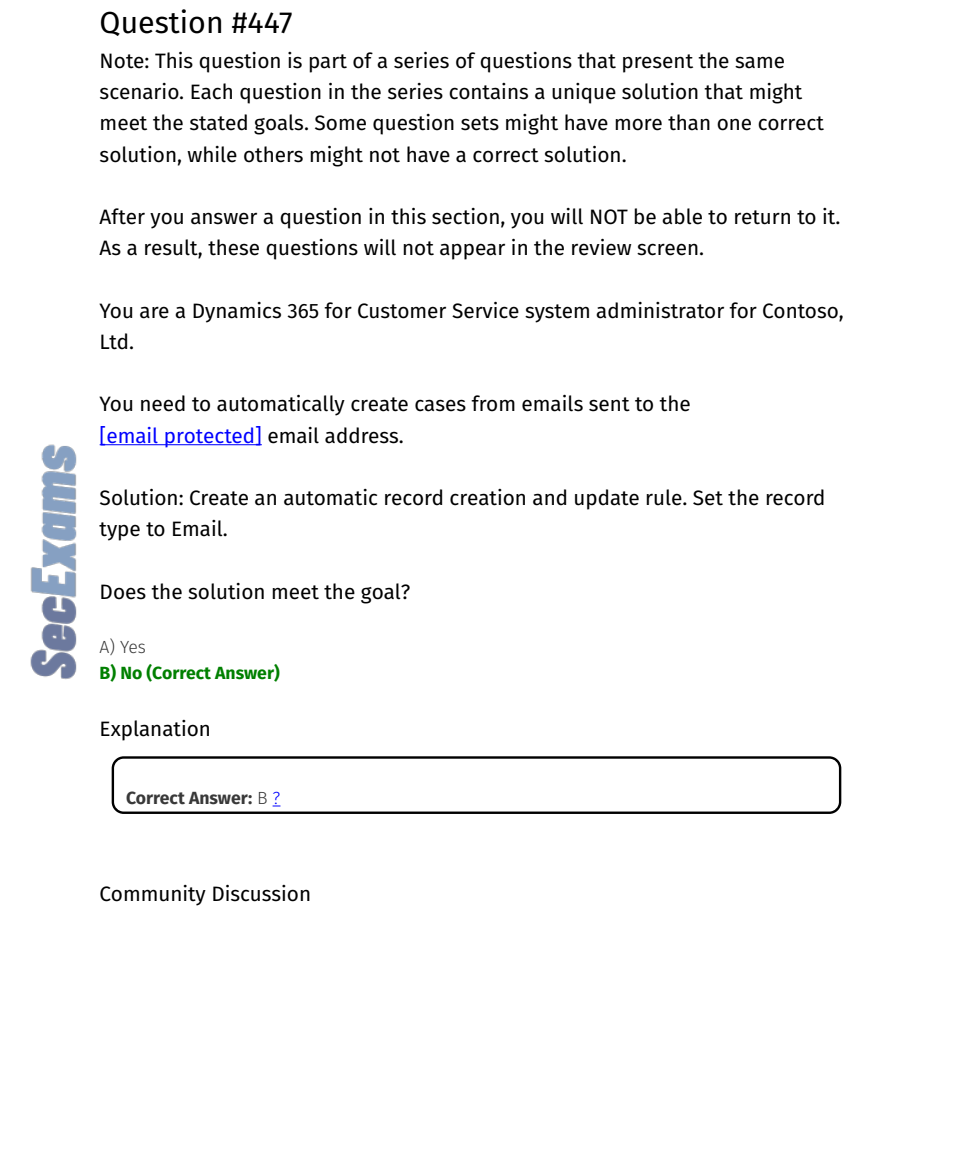 Question #447
Note: This question is part of a series of questions that present the same
scenario. Each question in the series contains a unique solution that might
meet the stated goals. Some question sets might have more than one correct
solution, while others might not have a correct solution.
After you answer a question in this section, you will NOT be able to return to it.
As a result, these questions will not appear in the review screen.
You are a Dynamics 365 for Customer Service system administrator for Contoso,
Ltd.
You need to automatically create cases from emails sent to the
[email protected] email address.
Solution: Create an automatic record creation and update rule. Set the record
type to Email.
Does the solution meet the goal?
A) Yes
B) No (Correct Answer)
Explanation
Correct Answer: B ?
Community Discussion
SecExams